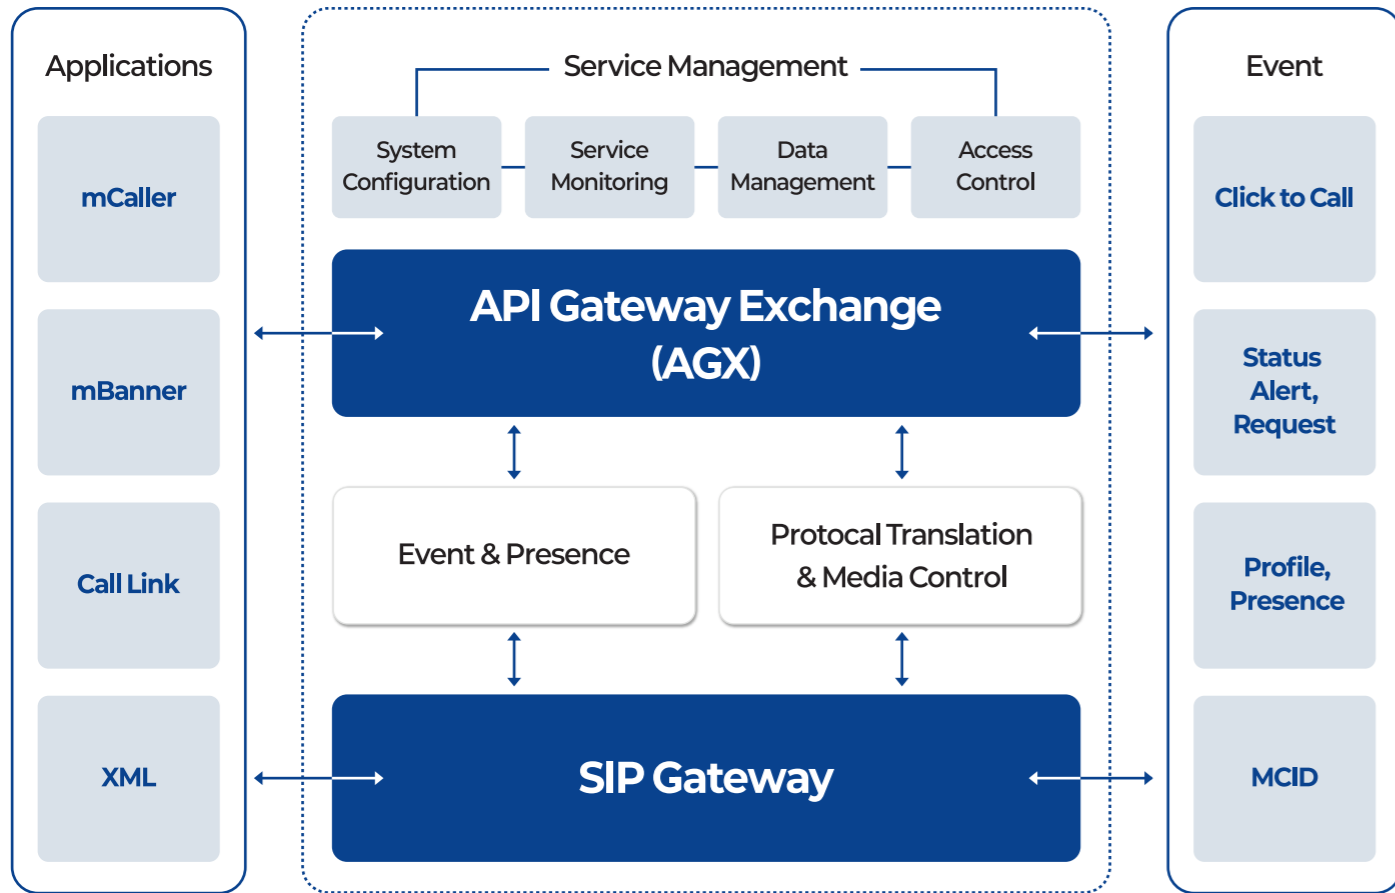 Applications
mCaller
mBanner
Call Link
XML
Service Management
System
Configuration
Service
Monitoring
Data
Management
Access
Control
API Gateway Exchange
(AGX)
Event & Presence
Protocal Translation
& Media Control
SIP Gateway
Event
Click to Call
Status
Alert,
Request
Profile,
Presence
MCID